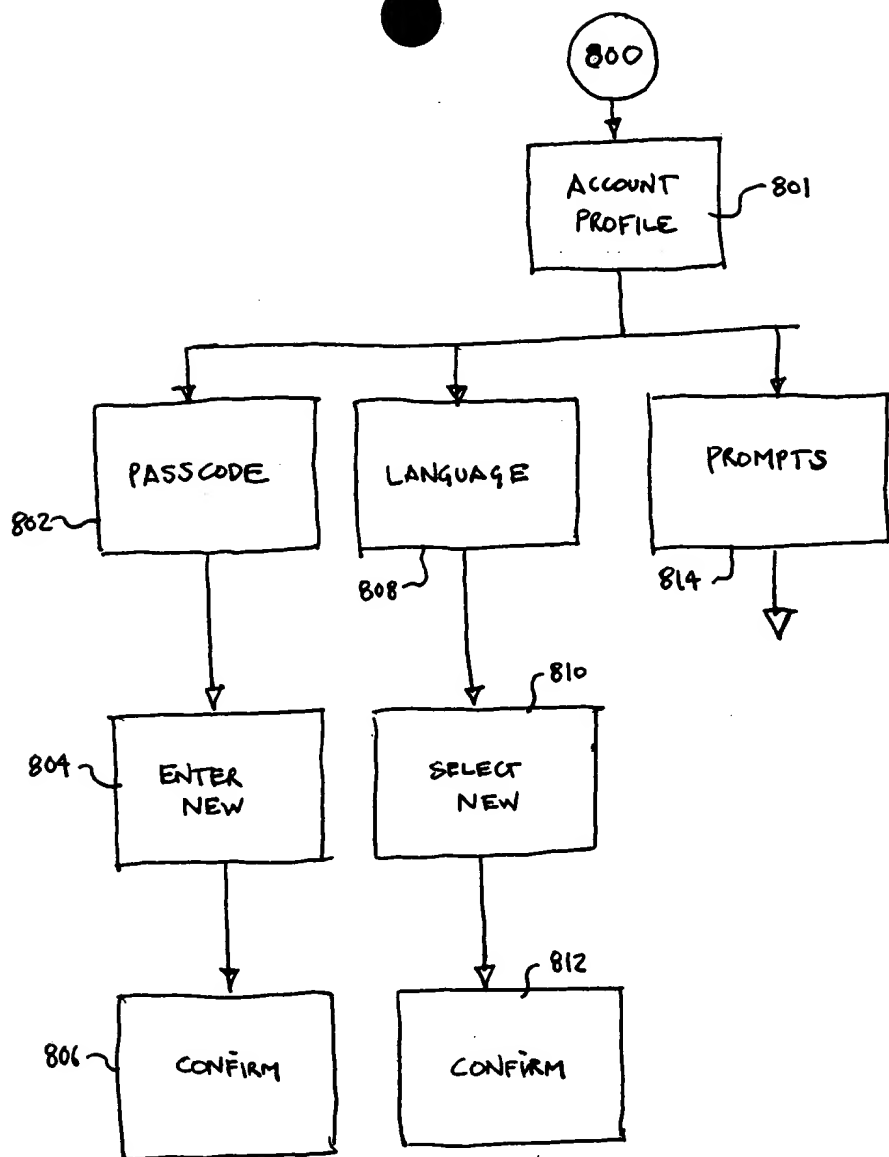 800
ACCOUNT
PROFILE
801
PASSCODE
LANGUAGE
PROMPTS
802
808
814
810
804
ENTER
NEW
SELECT
NEW
812
806
CONFIRM
CONFIRM